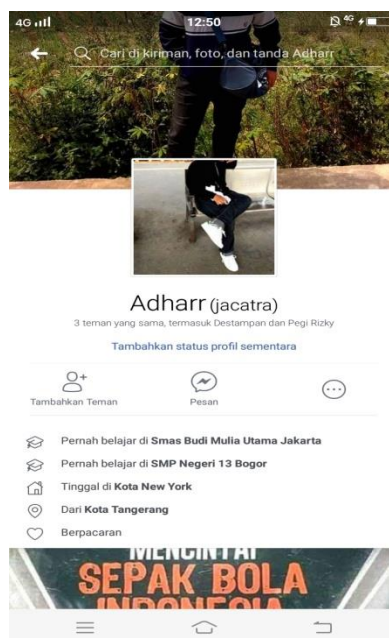 4G
12:50
4G
Cari di kiriman, foto, dan tanda Adharr
Adharr (jacatra)
3 teman yang sama, termasuk Destampan dan Pegi Rizky
Tambahkan status profil sementara
Tambahkan Teman
Pesan
Pernah belajar di Smas Budi Mulia Utama Jakarta
Pernah belajar di SMP Negeri 13 Bogor
Tinggal di Kota New York
Dari Kota Tangerang
Berpacaran
MENCINTAI
SEPAK BOLA
INDONESIA